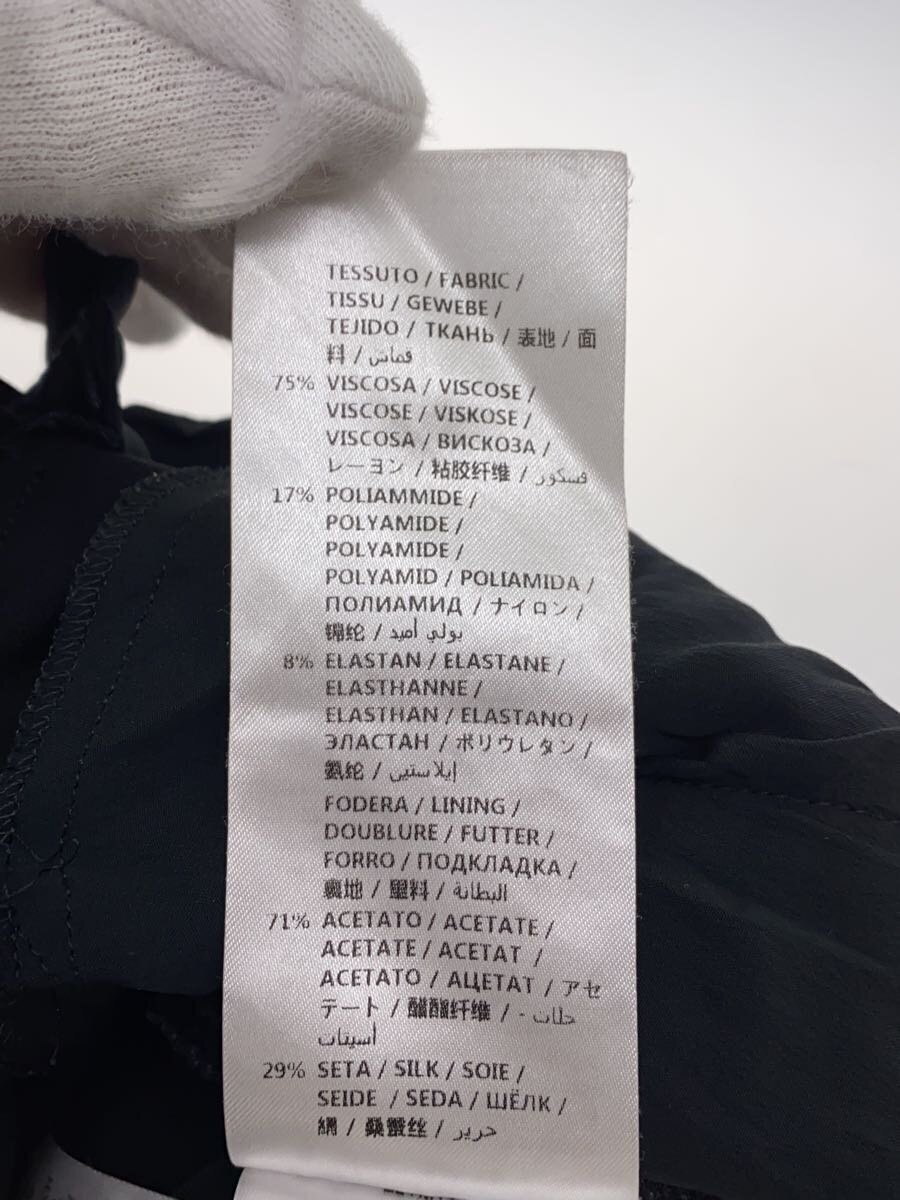 TESSUTO / FABRIC /
TISSU / GEWEBE /
TEJIDO / ТКАНЬ / 表地 / 面
料 / قماش
75% VISCOSA / VISCOSE /
VISCOSE / VISKOSE /
VISCOSA / ВИСКОЗА /
レーヨン / 粘胶纤维 / فسكوز
17% POLIAMMIDE /
POLYAMIDE /
POLYAMIDE /
POLYAMID / POLIAMIDA /
ПОЛИАМИД / ナイロン /
锦纶 / بولي أميد
8% ELASTAN / ELASTANE /
ELASTHANNE /
ELASTHAN / ELASTANO /
ЭЛАСТАН / ポリウレタン /
氨纶 / إيلاستين
FODERA / LINING /
DOUBLURE / FUTTER /
FORRO / ПОДКЛАДКА /
裏地 / 里料 / البطانة
71% ACETATO / ACETATE /
ACETATE / ACETAT /
ACETATO / АЦЕТАТ / アセ
テート / 醋酯纤维 / - خلات
أسيتات
29% SETA / SILK / SOIE /
SEIDE / SEDA / ШЁЛК /
絹 / 桑蚕丝 / حرير